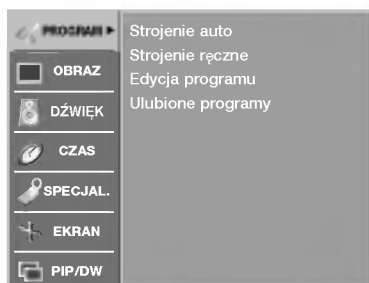 PROGRAM
Strojenie auto
Strojenie ręczne
Edycja programu
Ulubione programy
OBRAZ
DŹWIĘK
CZAS
SPECJAL.
EKRAN
PIP/DW